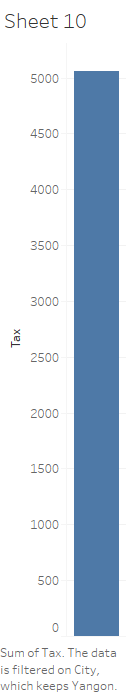 Sheet 10
5000
4500
4000
3500
3000
Tax
2500
2000
1500
1000
500
0
Sum of Tax. The data
is filtered on City,
which keeps Yangon.